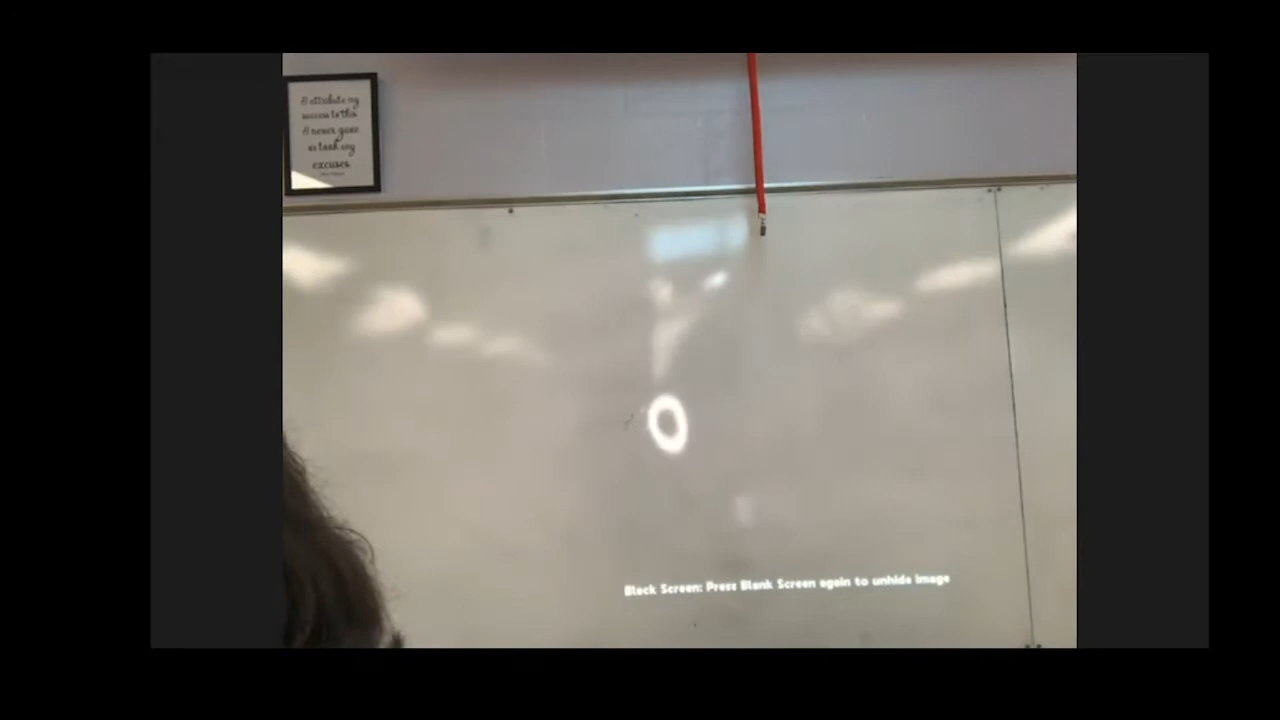 I attribute my
success to this
I never gave
or took any
excuses
Black Screen: Press Blank Screen again to unhide image